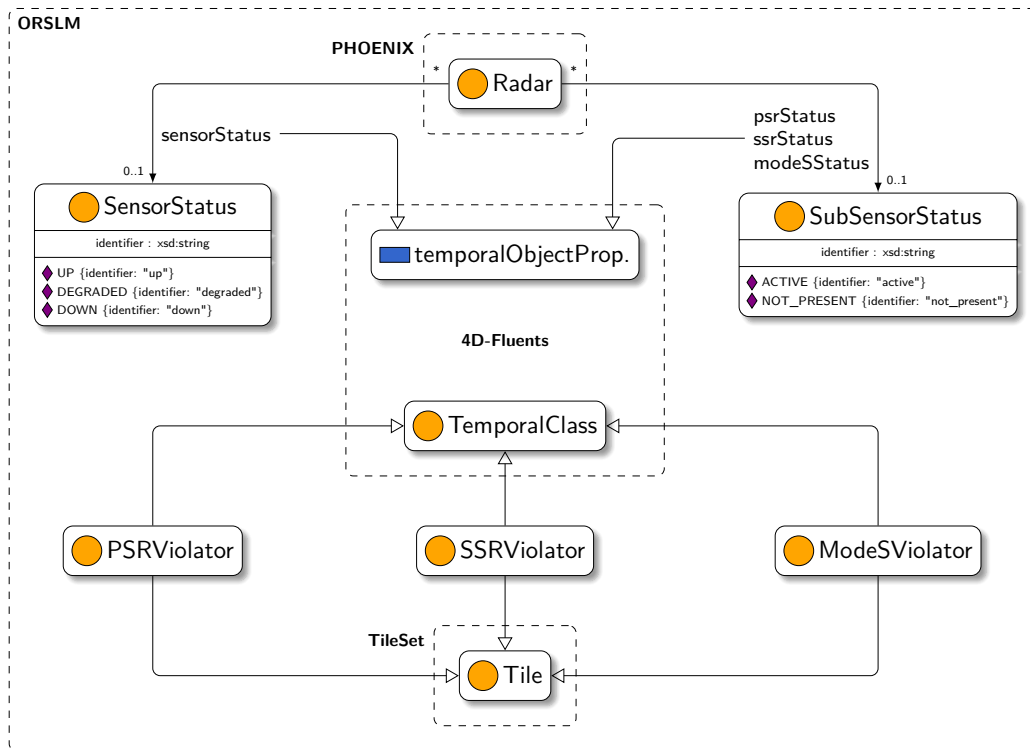 ORSLM
PHOENIX
* Radar *
sensorStatus
psrStatus
ssrStatus
modeSStatus
0..1
0..1
SensorStatus
identifier : xsd:string
UP {identifier: "up"}
DEGRADED {identifier: "degraded"}
DOWN {identifier: "down"}
SubSensorStatus
identifier : xsd:string
ACTIVE {identifier: "active"}
NOT_PRESENT {identifier: "not_present"}
temporalObjectProp.
4D-Fluents
TemporalClass
PSRViolator
SSRViolator
ModeSViolator
TileSet
Tile